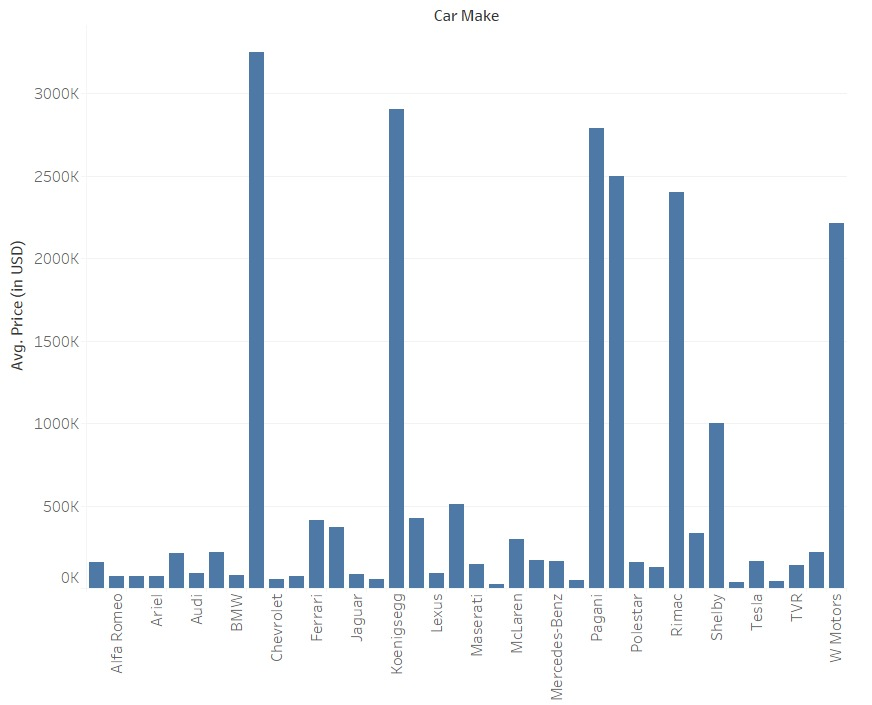 Car Make
Avg. Price (in USD)
3000K
2500K
2000K
1500K
1000K
500K
0K
Alfa Romeo
Ariel
Audi
BMW
Chevrolet
Ferrari
Jaguar
Koenigsegg
Lexus
Maserati
McLaren
Mercedes-Benz
Pagani
Polestar
Rimac
Shelby
Tesla
TVR
W Motors